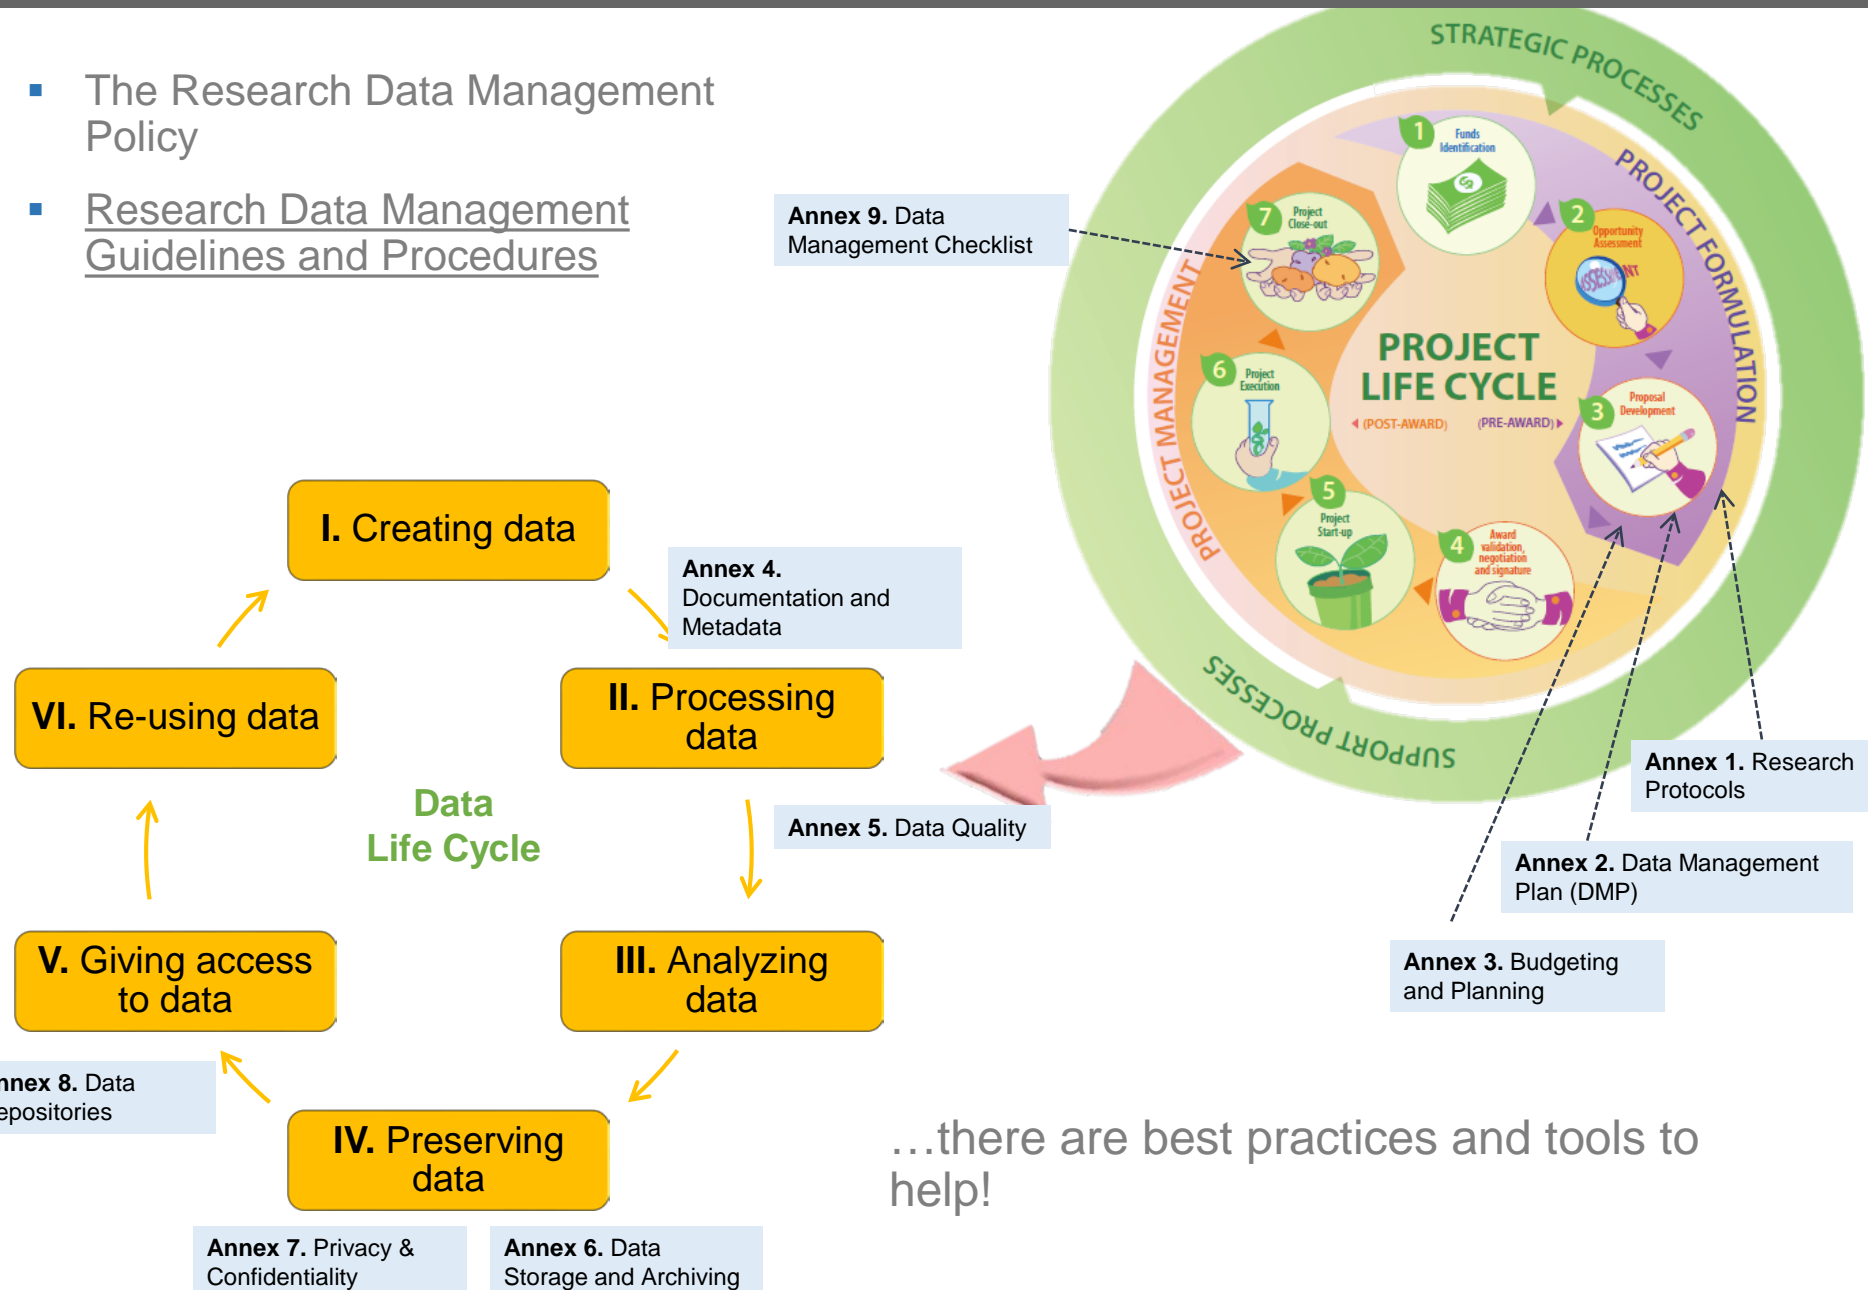 The Research Data Management
Policy
Research Data Management
Guidelines and Procedures
STRATEGIC PROCESSES
PROJECT FORMULATION
PROJECT MANAGEMENT
SUPPORT PROCESSES
PROJECT
LIFE CYCLE
(POST-AWARD) (PRE-AWARD)
1
Funds
Identification
2
Opportunity
Assessment
3
Proposal
Development
4
Award
validation,
negotiation
and signature
5
Project
Start-up
6
Project
Execution
7
Project
Close-out
Annex 9. Data
Management Checklist
I. Creating data
Annex 4.
Documentation and
Metadata
VI. Re-using data
II. Processing
data
Data
Life Cycle
Annex 5. Data Quality
Annex 1. Research
Protocols
Annex 2. Data Management
Plan (DMP)
Annex 3. Budgeting
and Planning
V. Giving access
to data
III. Analyzing
data
nnex 8. Data
epositories
IV. Preserving
data
…there are best practices and tools to
help!
Annex 7. Privacy &
Confidentiality
Annex 6. Data
Storage and Archiving